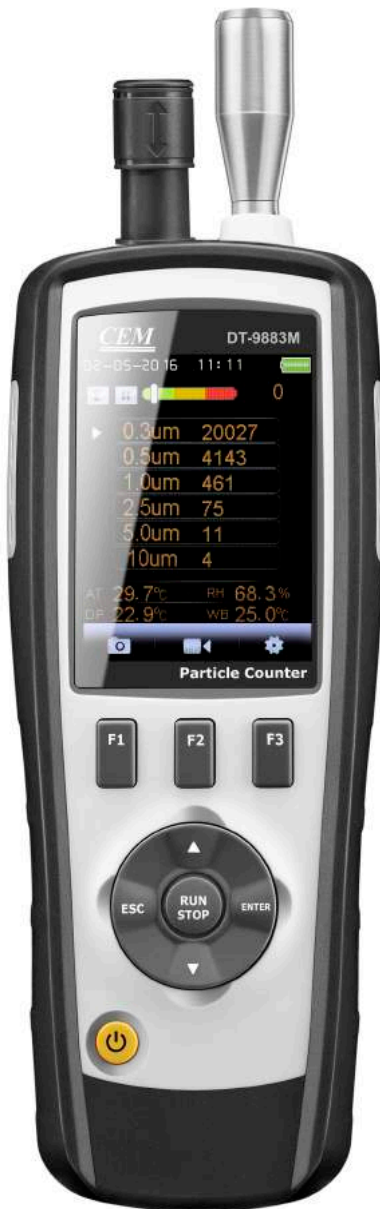 CEM DT-9883M
02-05-2016 11:11
0
0.3um 20027
0.5um 4143
1.0um 461
2.5um 75
5.0um 11
10um 4
AT 29.7℃ RH 68.3%
DP 22.9℃ WB 25.0℃
Particle Counter
F1 F2 F3
ESC RUN STOP ENTER